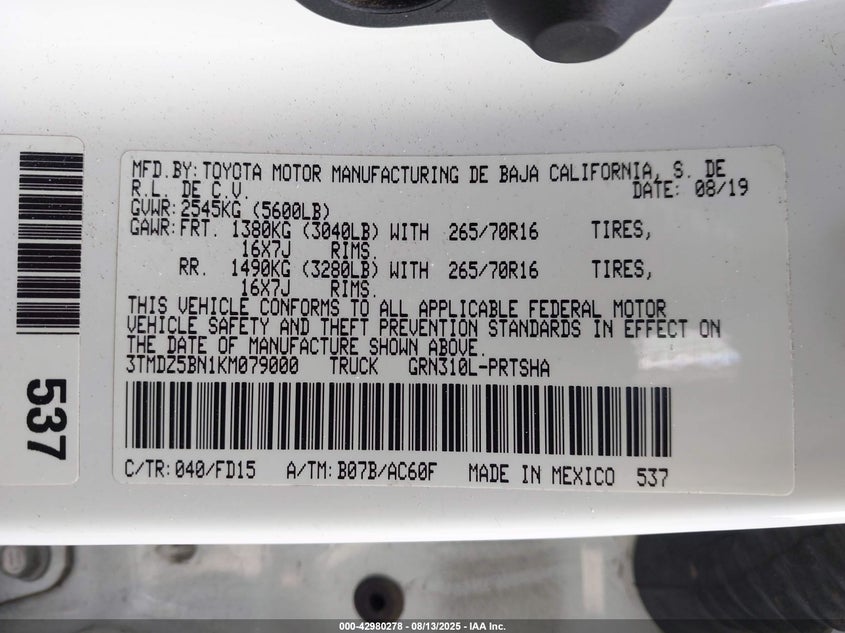 MFD.BY:TOYOTA MOTOR MANUFACTURING DE BAJA CALIFORNIA, S. DE
R.L. DE C.V. DATE: 08/19
GVWR:2545KG (5600LB)
GAWR:FRT. 1380KG (3040LB) WITH 265/70R16 TIRES,
16X7J RIMS.
RR. 1490KG (3280LB) WITH 265/70R16 TIRES,
16X7J RIMS.
THIS VEHICLE CONFORMS TO ALL APPLICABLE FEDERAL MOTOR
VEHICLE SAFETY AND THEFT PREVENTION STANDARDS IN EFFECT ON
THE DATE OF MANUFACTURE SHOWN ABOVE.
3TMDZ5BN1KM079000 TRUCK GRN310L-PRTSHA
C/TR:040/FD15 A/TM:B07B/AC60F MADE IN MEXICO 537
537
000-42980278 - 08/13/2025 - IAA Inc.